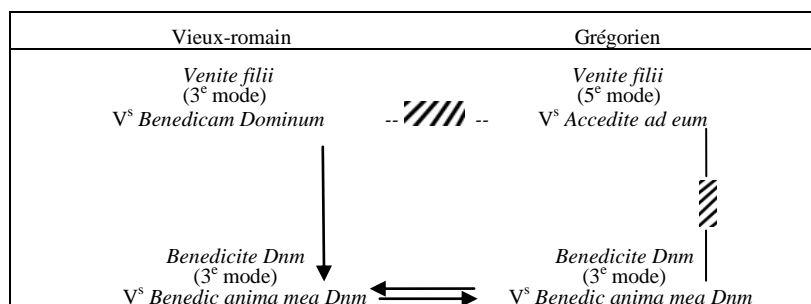 Vieux-romain Grégorien
Venite filii Venite filii
(3e mode) (5e mode)
Vs Benedicam Dominum -- -- Vs Accedite ad eum
Benedicite Dnm Benedicite Dnm
(3e mode) (3e mode)
Vs Benedic anima mea Dnm Vs Benedic anima mea Dnm